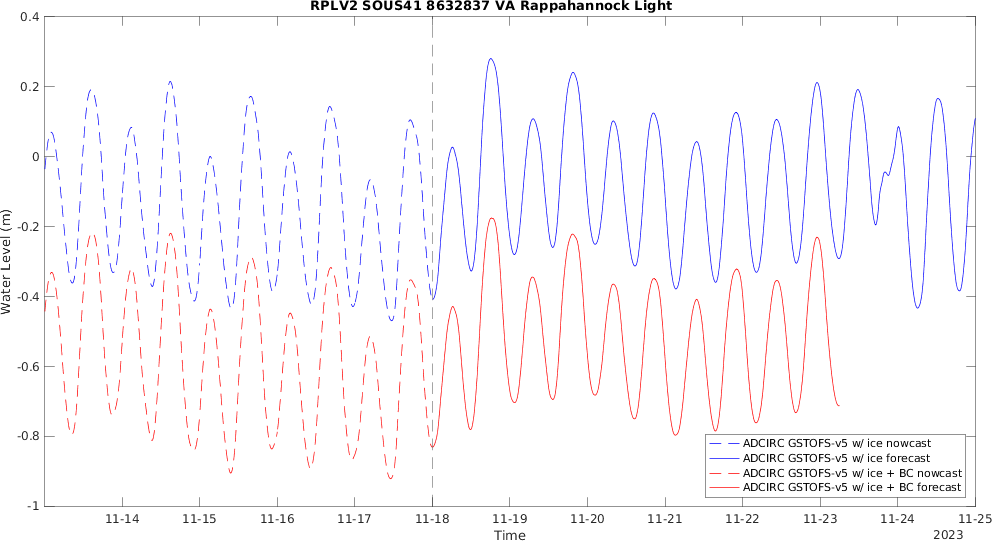 RPLV2 SOUS41 8632837 VA Rappahannock Light
0.4
0.2
0
-0.2
-0.4
-0.6
-0.8
-1
Water Level (m)
ADCIRC GSTOFS-v5 w/ ice nowcast
ADCIRC GSTOFS-v5 w/ ice forecast
ADCIRC GSTOFS-v5 w/ ice + BC nowcast
ADCIRC GSTOFS-v5 w/ ice + BC forecast
11-14 11-15 11-16 11-17 11-18 11-19 11-20 11-21 11-22 11-23 11-24 11-25
Time
2023